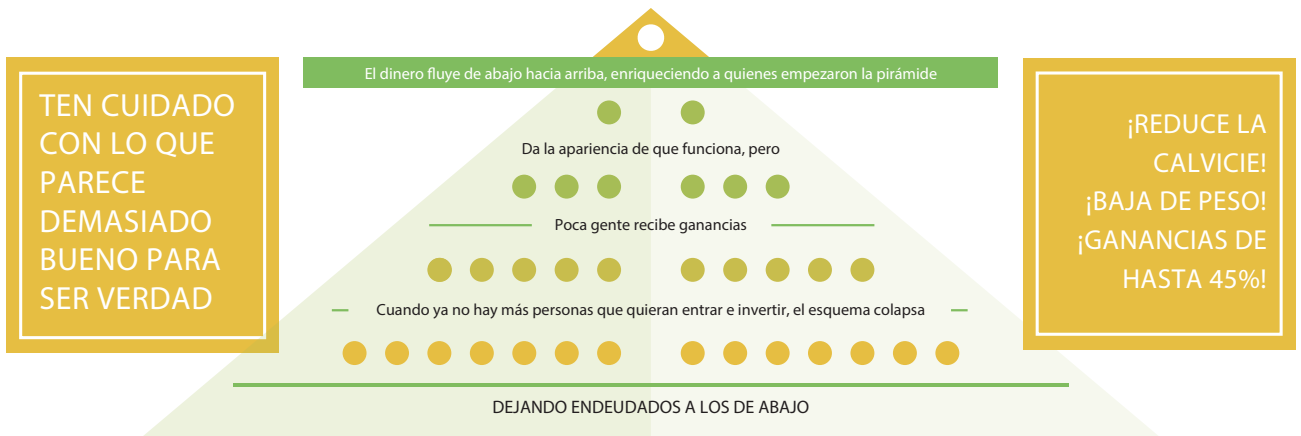 TEN CUIDADO
CON LO QUE
PARECE
DEMASIADO
BUENO PARA
SER VERDAD
El dinero fluye de abajo hacia arriba, enriqueciendo a quienes empezaron la pirámide
Da la apariencia de que funciona, pero
Poca gente recibe ganancias
Cuando ya no hay más personas que quieran entrar e invertir, el esquema colapsa
DEJANDO ENDEUDADOS A LOS DE ABAJO
¡REDUCE LA
CALVICIE!
¡BAJA DE PESO!
¡GANANCIAS DE
HASTA 45%!